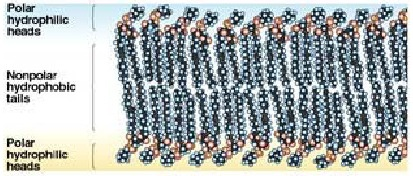 Polar
hydrophilic
heads
Nonpolar
hydrophobic
tails
Polar
hydrophilic
heads